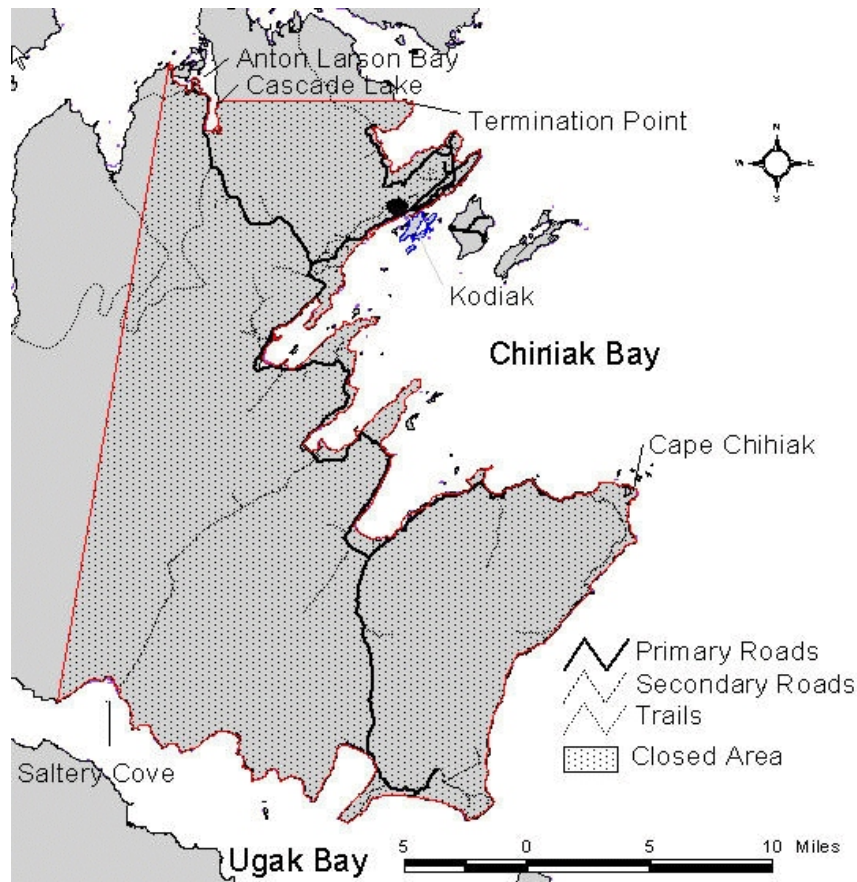 Anton Larson Bay
Cascade Lake
Termination Point
N
W E
S
Kodiak
Chiniak Bay
Cape Chihiak
Primary Roads
Secondary Roads
Trails
Closed Area
Saltery Cove
Ugak Bay
5 0 5 10 Miles